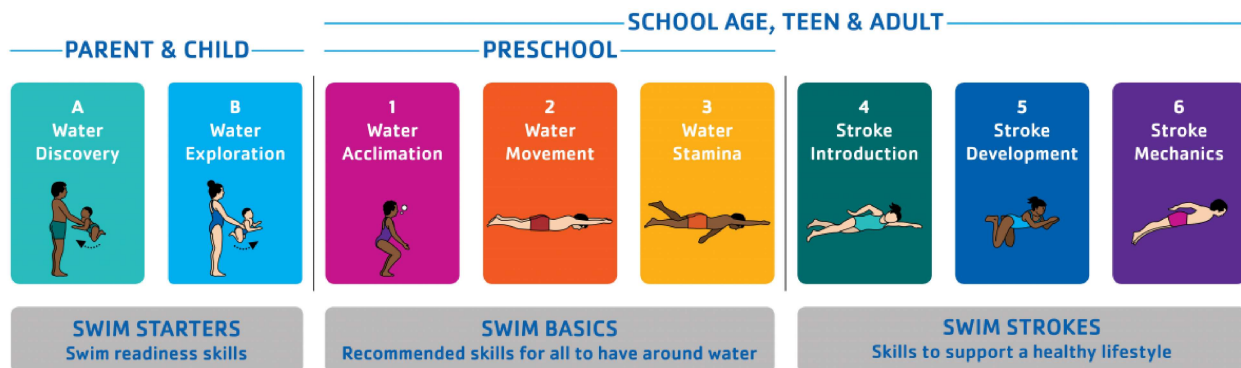 SCHOOL AGE, TEEN & ADULT
PARENT & CHILD
PRESCHOOL
A
Water
Discovery
B
Water
Exploration
1
Water
Acclimation
2
Water
Movement
3
Water
Stamina
4
Stroke
Introduction
5
Stroke
Development
6
Stroke
Mechanics
SWIM STARTERS
Swim readiness skills
SWIM BASICS
Recommended skills for all to have around water
SWIM STROKES
Skills to support a healthy lifestyle